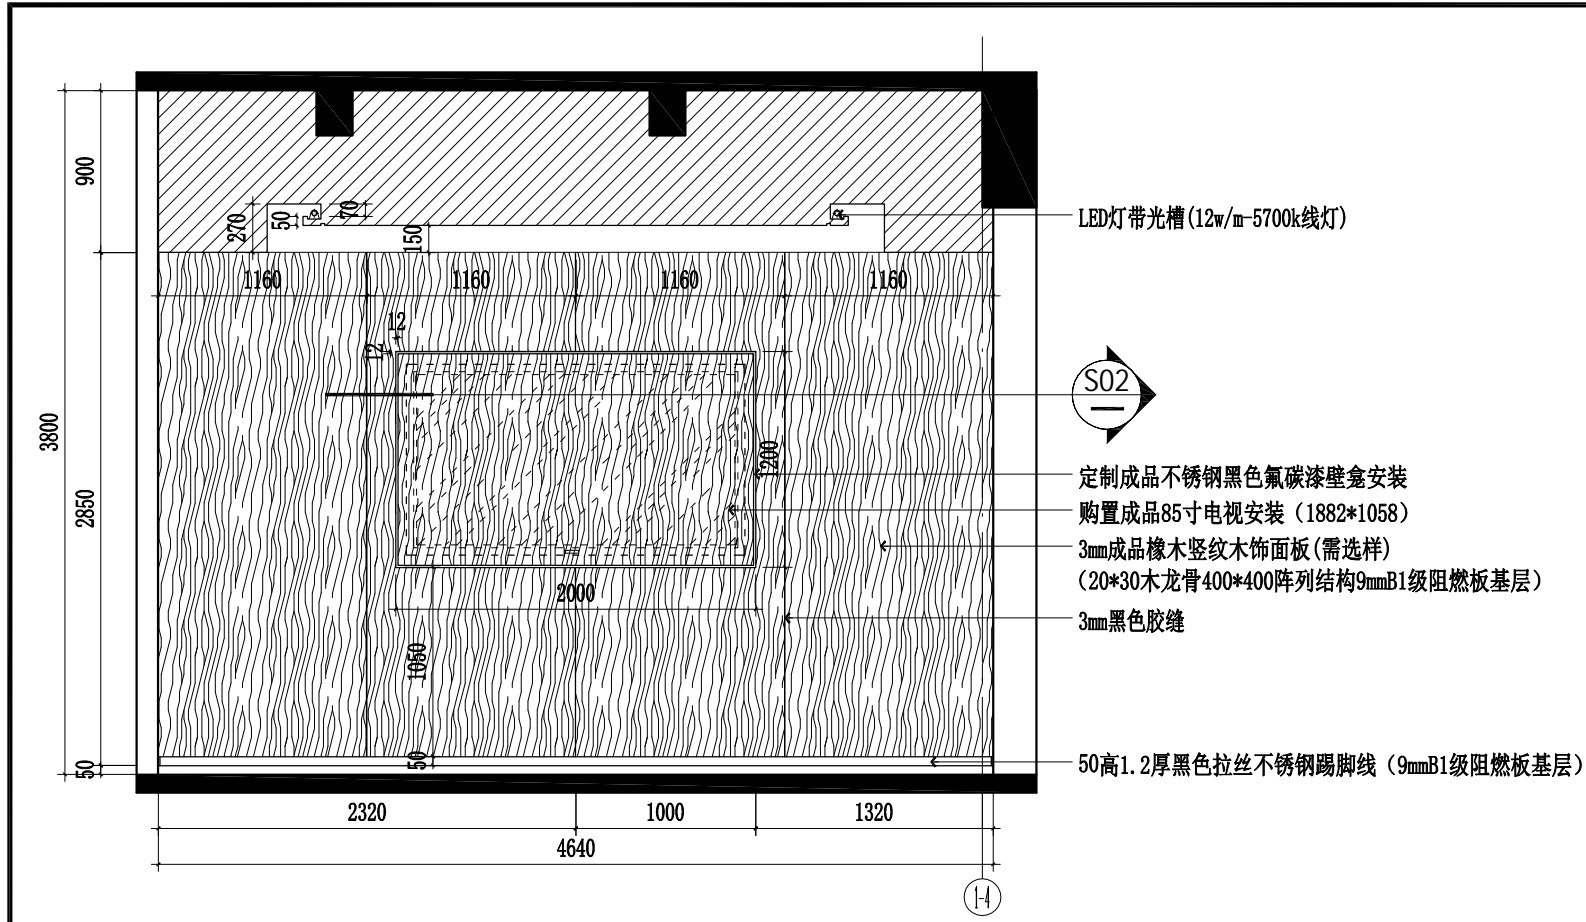 900
270
50
70
150
LED灯带光槽(12w/m-5700k线灯)
1160
1160
1160
1160
12
12
S02
3800
2850
1200
定制成品不锈钢黑色氟碳漆壁龛安装
购置成品85寸电视安装（1882*1058）
3mm成品橡木竖纹木饰面板(需选样)
（20*30木龙骨400*400阵列结构9mmB1级阻燃板基层）
2000
3mm黑色胶缝
1050
50
50
50高1.2厚黑色拉丝不锈钢踢脚线（9mmB1级阻燃板基层）
2320
1000
1320
4640
1-4